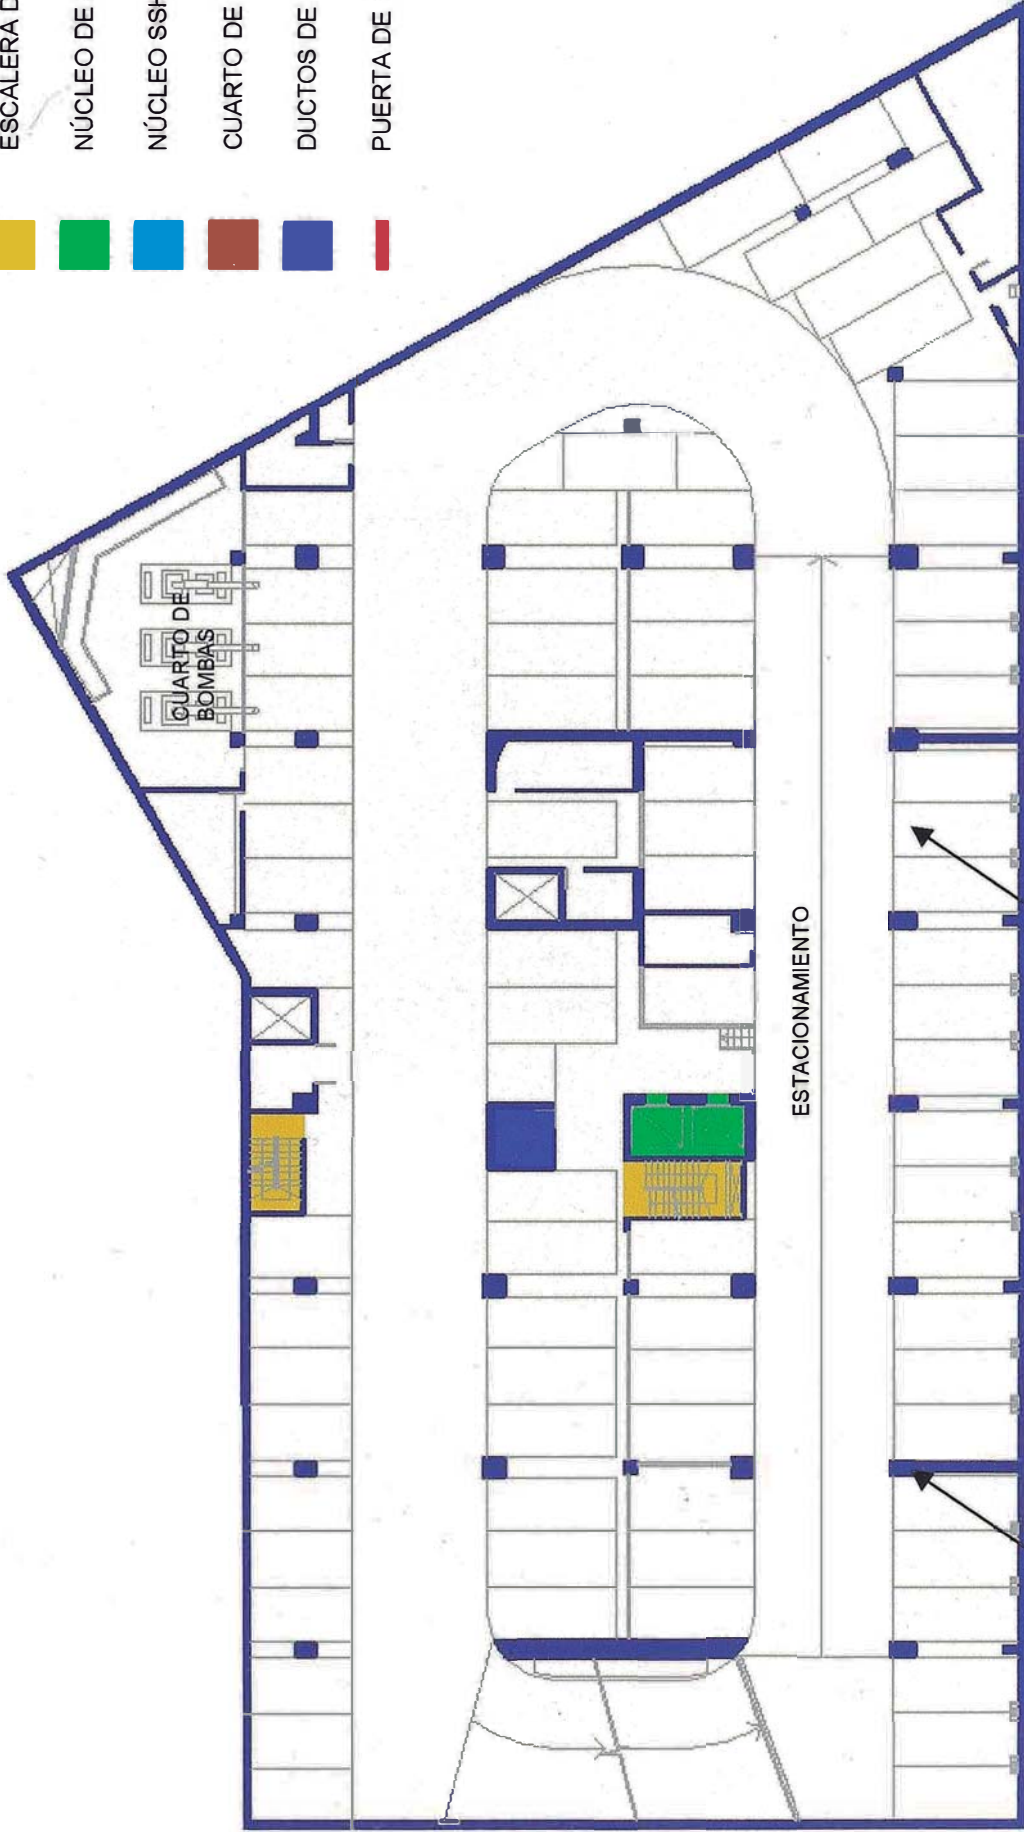 ESCALERA D
NÚCLEO DE
NÚCLEO SSH
CUARTO DE
DUCTOS DE
PUERTA DE
CUARTO DE
BOMBAS
ESTACIONAMIENTO